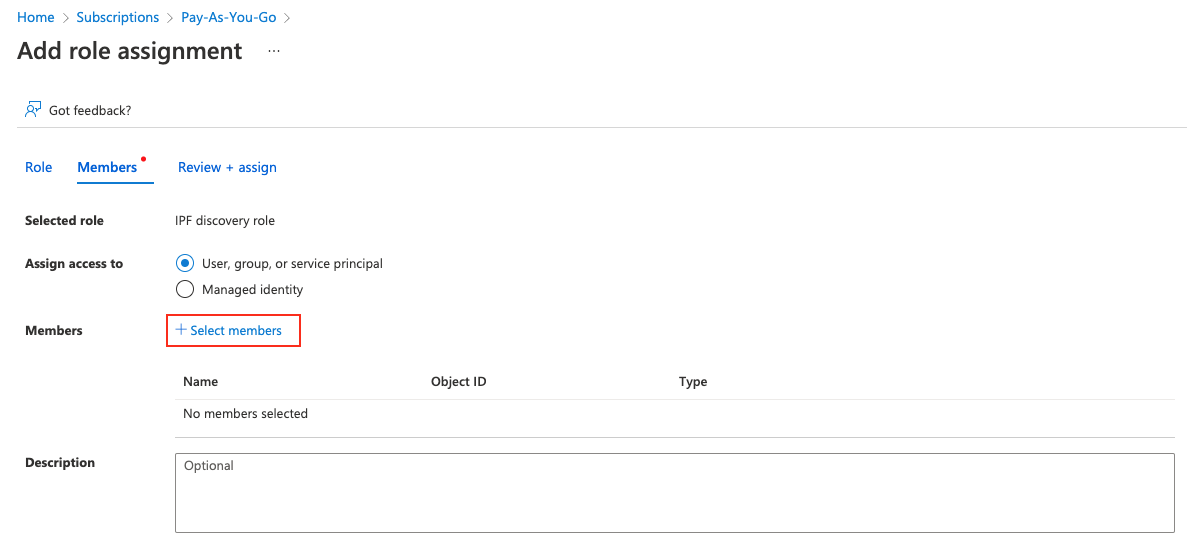 Home > Subscriptions > Pay-As-You-Go >
Add role assignment ...
Got feedback?
Role Members Review + assign
Selected role IPF discovery role
Assign access to User, group, or service principal
Managed identity
Members + Select members
Name Object ID Type
No members selected
Description Optional